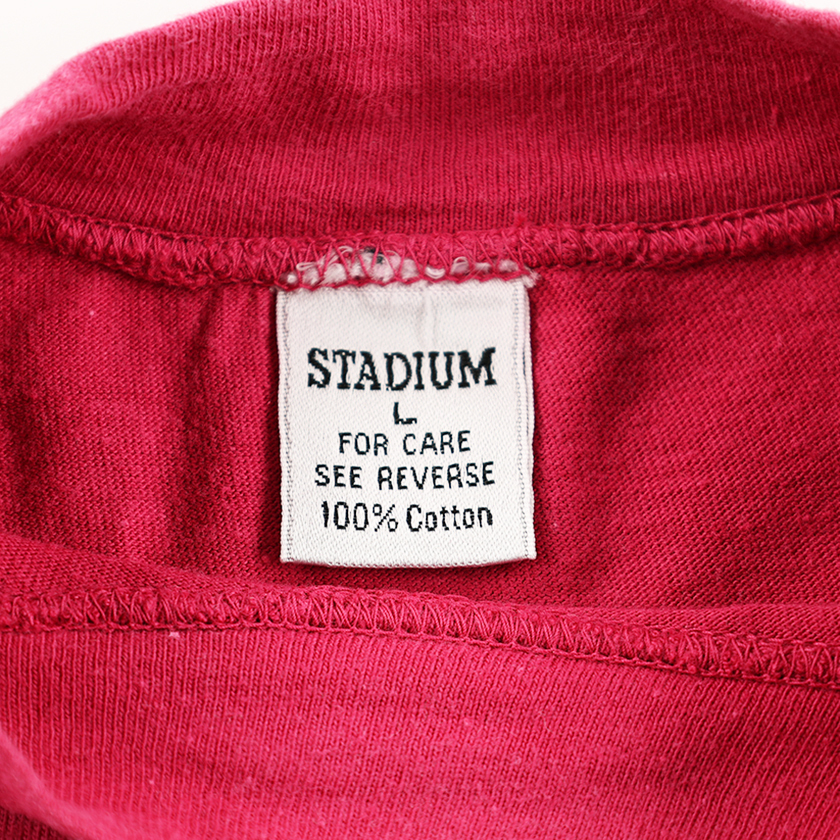 STADIUM
L
FOR CARE
SEE REVERSE
100% Cotton